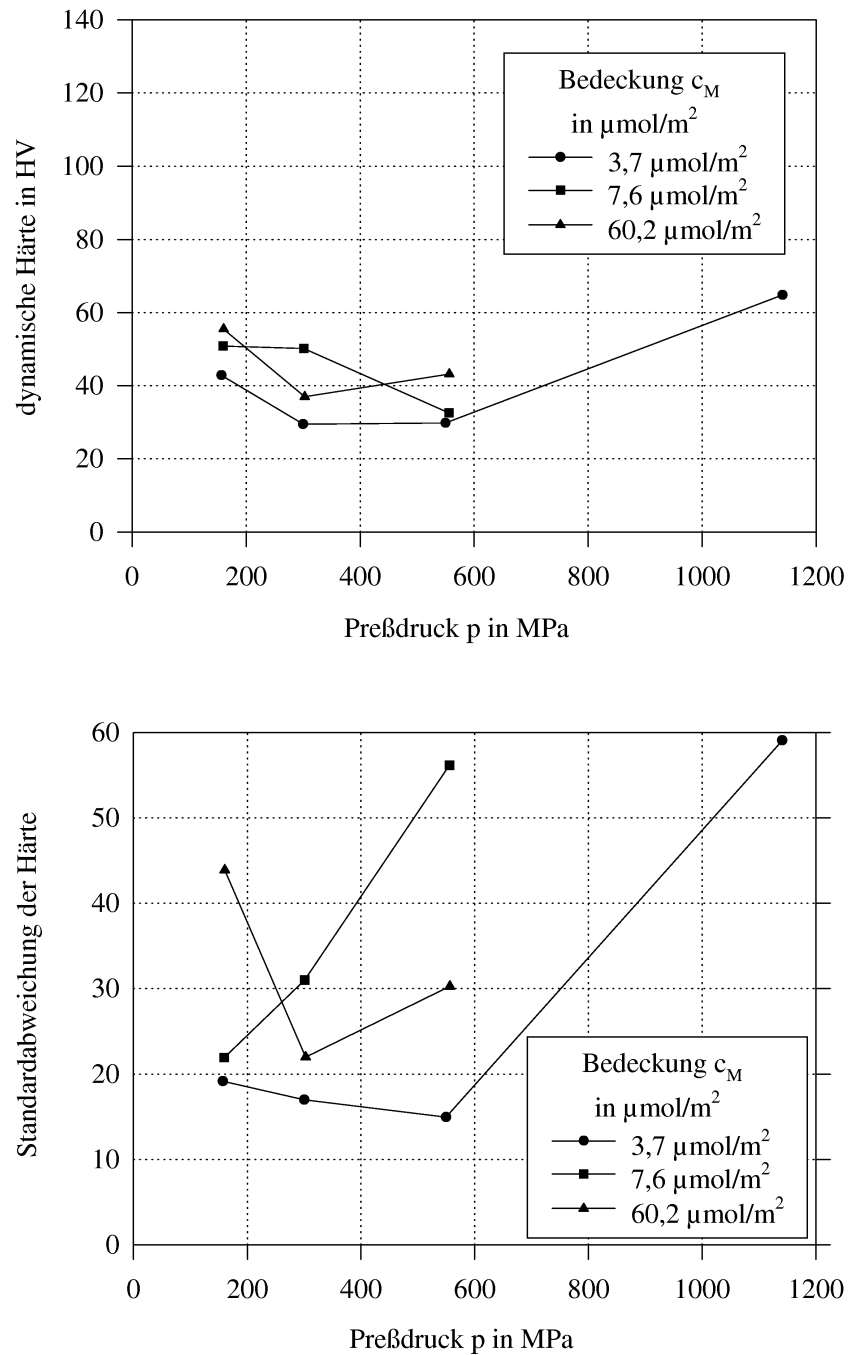 140
120
100
80
60
40
20
0
dynamische Härte in HV
Bedeckung c_M
in µmol/m²
3,7 µmol/m²
7,6 µmol/m²
60,2 µmol/m²
0 200 400 600 800 1000 1200
Preßdruck p in MPa
60
50
40
30
20
10
0
Standardabweichung der Härte
Bedeckung c_M
in µmol/m²
3,7 µmol/m²
7,6 µmol/m²
60,2 µmol/m²
0 200 400 600 800 1000 1200
Preßdruck p in MPa